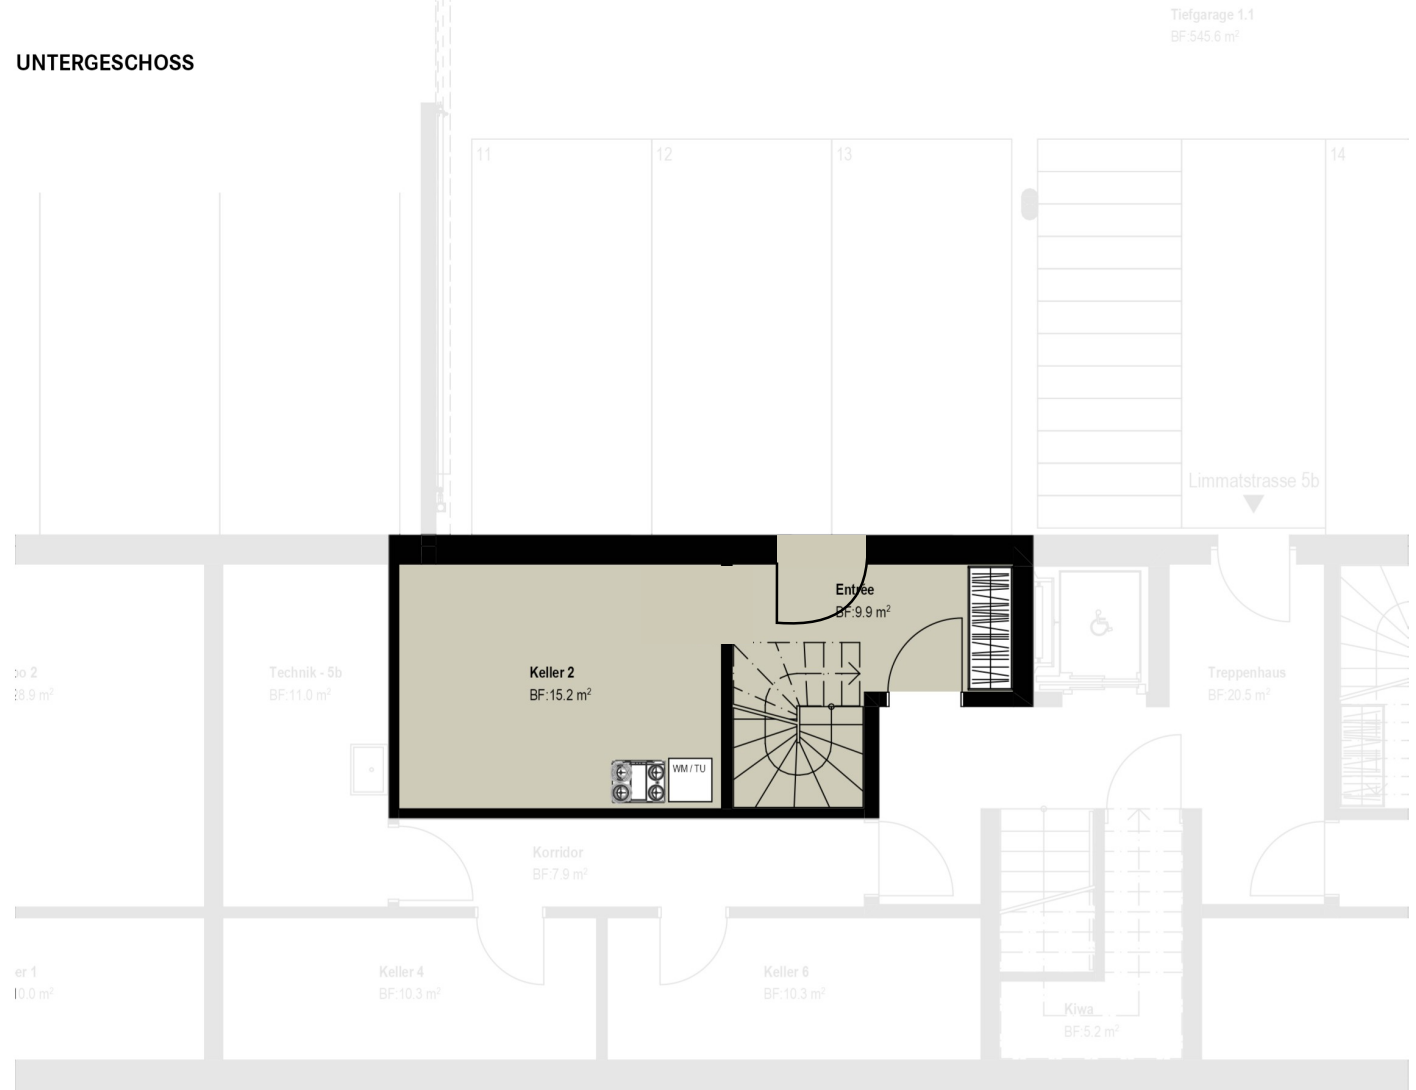 Tiefgarage 1.1
BF:545.6 m²
UNTERGESCHOSS
11
12
13
14
Limmatstrasse 5b
Entrée
BF:9.9 m²
Keller 2
BF:15.2 m²
Technik - 5b
BF:11.0 m²
Treppenhaus
BF:20.5 m²
WM / TU
Korridor
BF:7.9 m²
Keller 4
BF:10.3 m²
Keller 6
BF:10.3 m²
Kiwa
BF:5.2 m²